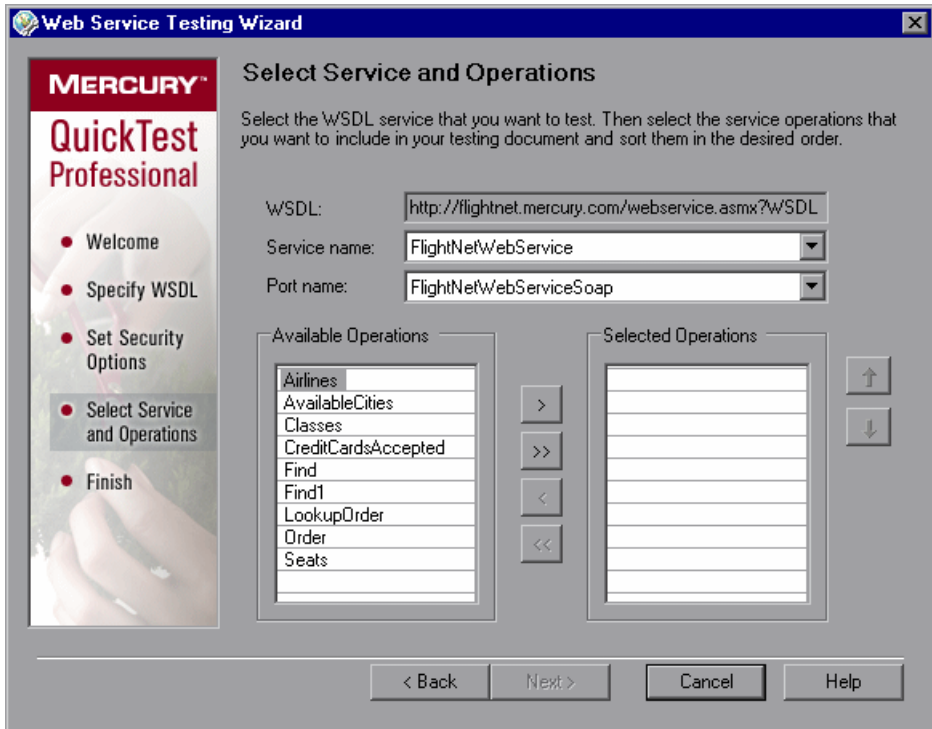 Web Service Testing Wizard
MERCURY™
QuickTest
Professional
Welcome
Specify WSDL
Set Security
Options
Select Service
and Operations
Finish
Select Service and Operations
Select the WSDL service that you want to test. Then select the service operations that
you want to include in your testing document and sort them in the desired order.
WSDL: http://flightnet.mercury.com/webservice.asmx?WSDL
Service name: FlightNetWebService
Port name: FlightNetWebServiceSoap
Available Operations
Airlines
AvailableCities
Classes
CreditCardsAccepted
Find
Find1
LookupOrder
Order
Seats
>
>>
<
<<
Selected Operations
< Back Next > Cancel Help